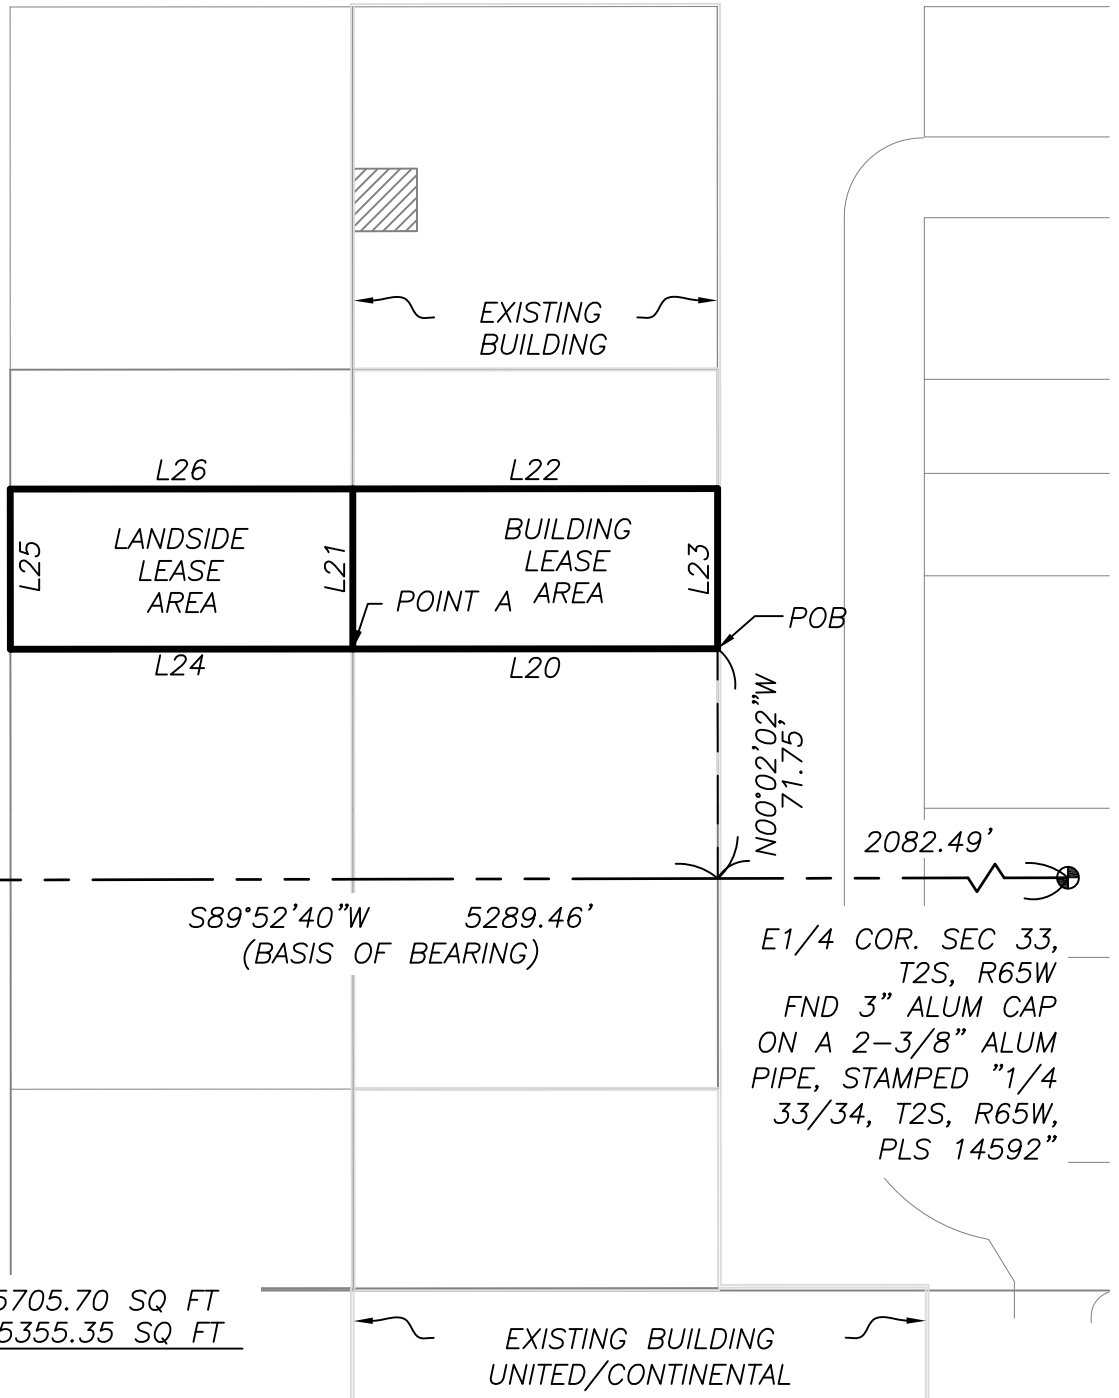 EXISTING
BUILDING
L26
L22
LANDSIDE
LEASE
AREA
L25
L21
BUILDING
LEASE
AREA
L23
POINT A
POB
L24
L20
N00°02'02"W
71.75'
2082.49'
S89°52'40"W 5289.46'
(BASIS OF BEARING)
E1/4 COR. SEC 33,
T2S, R65W
FND 3" ALUM CAP
ON A 2-3/8" ALUM
PIPE, STAMPED "1/4
33/34, T2S, R65W,
PLS 14592"
5705.70 SQ FT
5355.35 SQ FT
EXISTING BUILDING
UNITED/CONTINENTAL